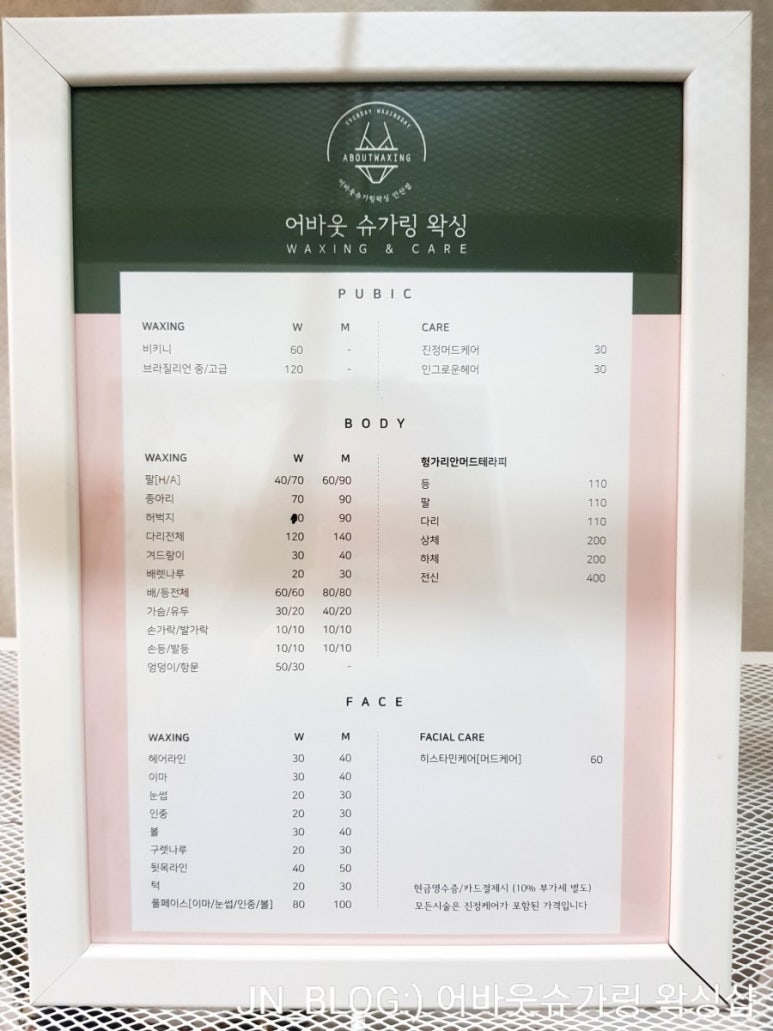 EVERYDAY WAXINGDAY
ABOUTWAXING
어바웃슈가링왁싱 안산점
어바웃 슈가링 왁싱
WAXING & CARE
PUBIC
WAXING W M
비키니 60 -
브라질리언 중/고급 120 -
CARE
진정머드케어 30
인그로운헤어 30
BODY
WAXING W M
팔[H/A] 40/70 60/90
종아리 70 90
허벅지 0 90
다리전체 120 140
겨드랑이 30 40
배렛나루 20 30
배/등전체 60/60 80/80
가슴/유두 30/20 40/20
손가락/발가락 10/10 10/10
손등/발등 10/10 10/10
엉덩이/항문 50/30 -
헝가리안머드테라피
등 110
팔 110
다리 110
상체 200
하체 200
전신 400
FACE
WAXING W M
헤어라인 30 40
이마 30 40
눈썹 20 30
인중 20 30
볼 30 40
구렛나루 20 30
뒷목라인 40 50
턱 20 30
풀페이스[이마/눈썹/인중/볼] 80 100
FACIAL CARE
히스타민케어[머드케어] 60
현금영수증/카드결제시 (10% 부가세 별도)
모든시술은 진정케어가 포함된 가격입니다
JN BLOG:) 어바웃슈가링 왁싱샵